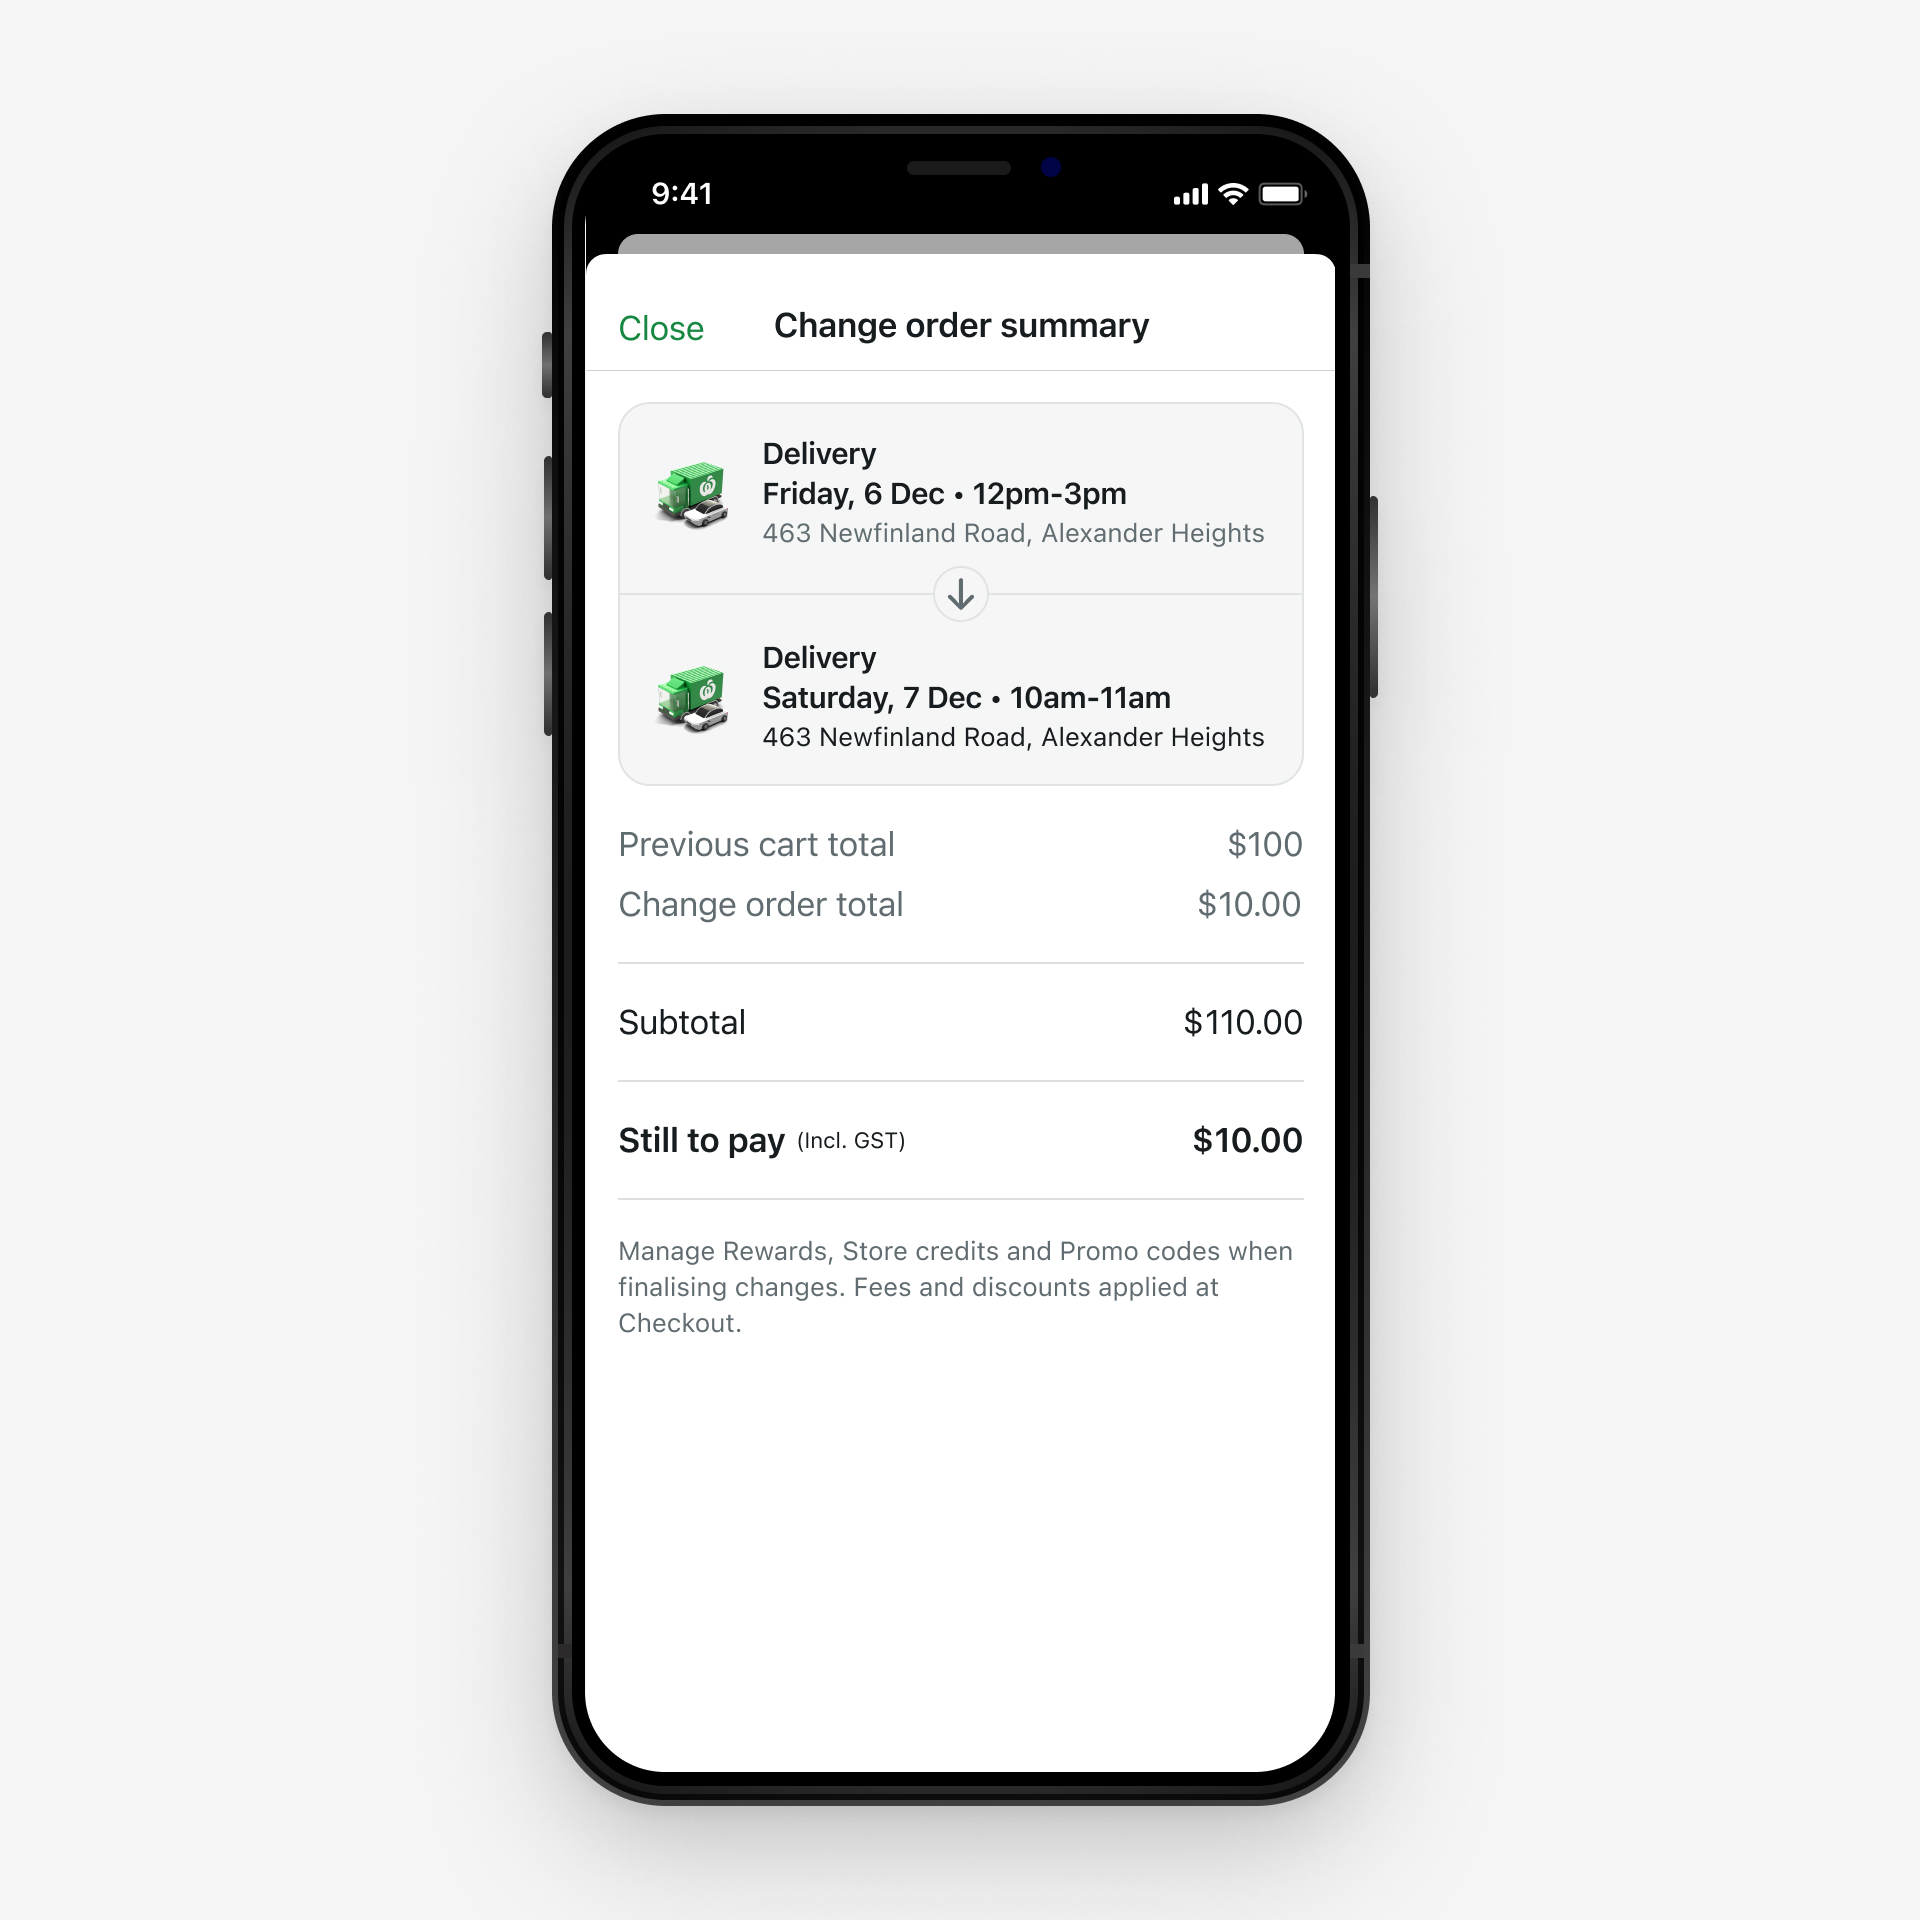 9:41
Close
Change order summary
Delivery
Friday, 6 Dec • 12pm-3pm
463 Newfinland Road, Alexander Heights
Delivery
Saturday, 7 Dec • 10am-11am
463 Newfinland Road, Alexander Heights
Previous cart total $100
Change order total $10.00
Subtotal $110.00
Still to pay (Incl. GST) $10.00
Manage Rewards, Store credits and Promo codes when
finalising changes. Fees and discounts applied at
Checkout.